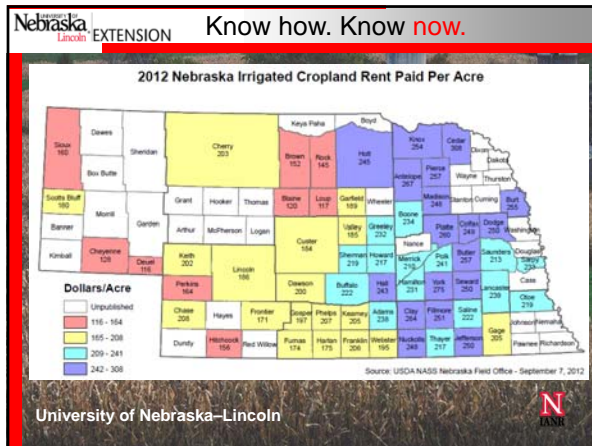 UNIVERSITY OF
Nebraska Lincoln EXTENSION Know how. Know now.
2012 Nebraska Irrigated Cropland Rent Paid Per Acre
Sioux 160
Dawes
Sheridan
Box Butte
Cherry 203
Keya Paha
Boyd
Brown 152
Rock 145
Holt 245
Knox 254
Cedar 308
Dixon
Dakota
Antelope 267
Pierce 257
Wayne
Thurston
Scotts Bluff 180
Morrill
Garden
Grant
Hooker
Thomas
Blaine 120
Loup 117
Garfield 189
Wheeler
Madison 248
Stanton
Cuming
Burt 255
Banner
Arthur
McPherson
Logan
Custer 184
Valley 185
Greeley 232
Boone 234
Platte 260
Colfax
Dodge 250
Washington
Kimball
Cheyenne
Deuel 116
Keith 202
Lincoln 186
Sherman 219
Howard 217
Nance
Merrick 210
Polk 241
Butler 257
Saunders 213
Douglas
Sarpy
Perkins 164
Dawson 200
Buffalo 222
Hall 243
Hamilton 231
York 275
Seward 250
Lancaster 239
Cass
Otoe 219
Chase 208
Hayes
Frontier 171
Gosper 197
Phelps 207
Kearney 205
Adams 238
Clay 264
Fillmore 251
Saline 222
Gage 205
Johnson
Nemaha
Dundy
Hitchcock 156
Red Willow
Furnas 174
Harlan 175
Franklin 206
Webster 195
Nuckolls
Thayer 217
Jefferson 250
Pawnee
Richardson
Dollars/Acre
Unpublished
116 - 164
165 - 208
209 - 241
242 - 308
Source: USDA NASS Nebraska Field Office - September 7, 2012
University of Nebraska–Lincoln
N
IANR